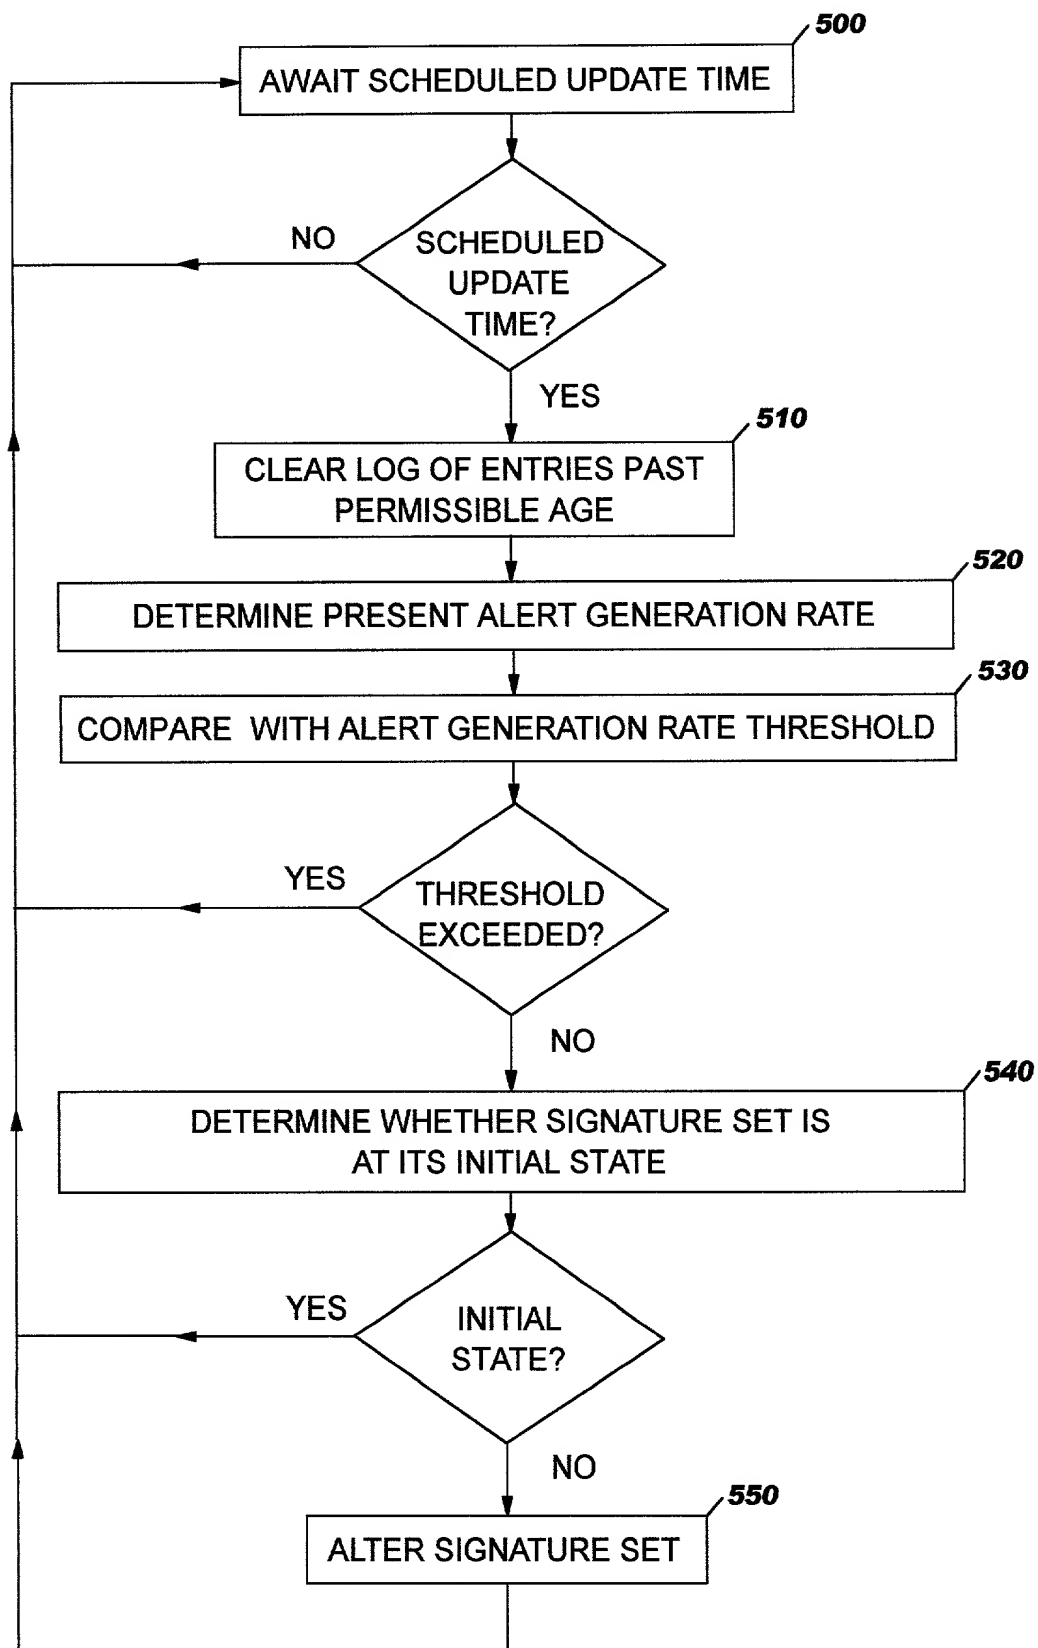 500
AWAIT SCHEDULED UPDATE TIME
NO
SCHEDULED
UPDATE
TIME?
YES
510
CLEAR LOG OF ENTRIES PAST
PERMISSIBLE AGE
520
DETERMINE PRESENT ALERT GENERATION RATE
530
COMPARE WITH ALERT GENERATION RATE THRESHOLD
YES
THRESHOLD
EXCEEDED?
NO
540
DETERMINE WHETHER SIGNATURE SET IS
AT ITS INITIAL STATE
YES
INITIAL
STATE?
NO
550
ALTER SIGNATURE SET